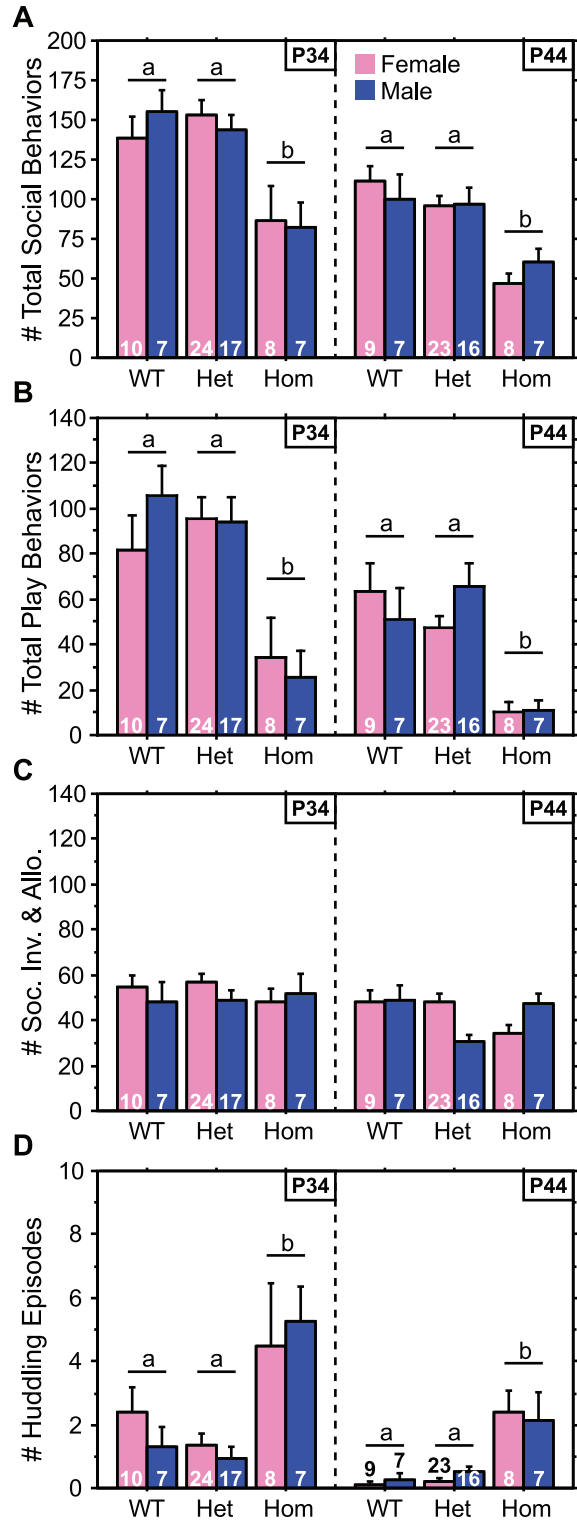 A
# Total Social Behaviors
200
175
150
125
100
75
50
25
0
P34
P44
Female
Male
a
a
b
a
a
b
10 7 24 17 8 7 9 7 23 16 8 7
WT Het Hom WT Het Hom
B
# Total Play Behaviors
140
120
100
80
60
40
20
0
P34
P44
a
a
b
a
a
b
10 7 24 17 8 7 9 7 23 16 8 7
WT Het Hom WT Het Hom
C
# Soc. Inv. & Allo.
140
120
100
80
60
40
20
0
P34
P44
10 7 24 17 8 7 9 7 23 16 8 7
WT Het Hom WT Het Hom
D
# Huddling Episodes
10
8
6
4
2
0
P34
P44
a
a
b
a
a
b
10 7 24 17 8 7 9 7 23 16 8 7
WT Het Hom WT Het Hom